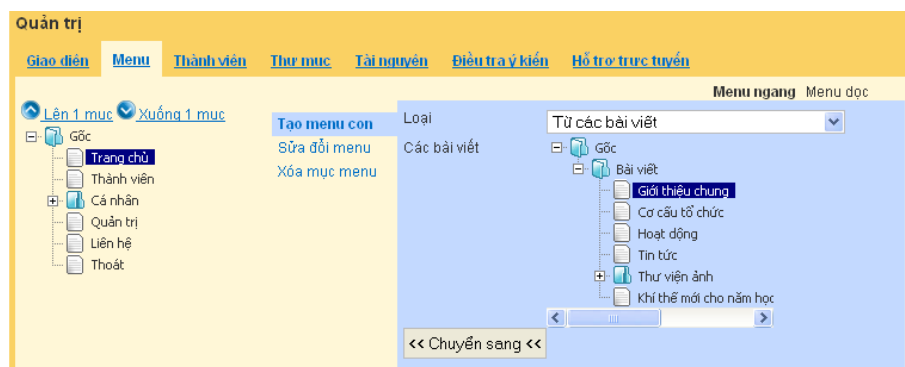 Quản trị
Giao diện Menu Thành viên Thư mục Tài nguyên Điều tra ý kiến Hỗ trợ trực tuyến
Menu ngang Menu dọc
Lên 1 mục Xuống 1 mục
Gốc
Trang chủ
Thành viên
Cá nhân
Quản trị
Liên hệ
Thoát
Tạo menu con
Sửa đổi menu
Xóa mục menu
Loại Từ các bài viết
Các bài viết
Gốc
Bài viết
Giới thiệu chung
Cơ cấu tổ chức
Hoạt động
Tin tức
Thư viện ảnh
Khí thế mới cho năm học
<< Chuyển sang <<